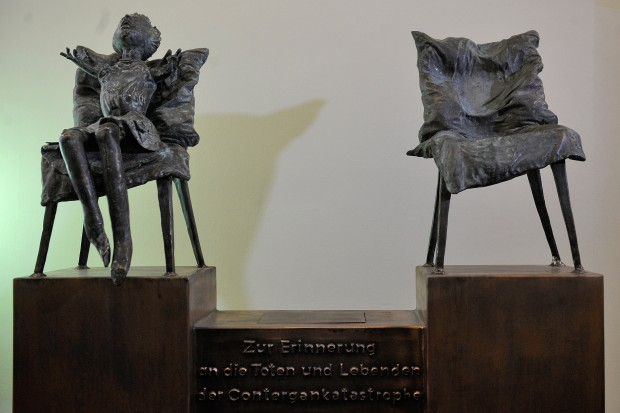 Zur Erinnerung
an die Toten und Lebenden
der Contergankatastrophe